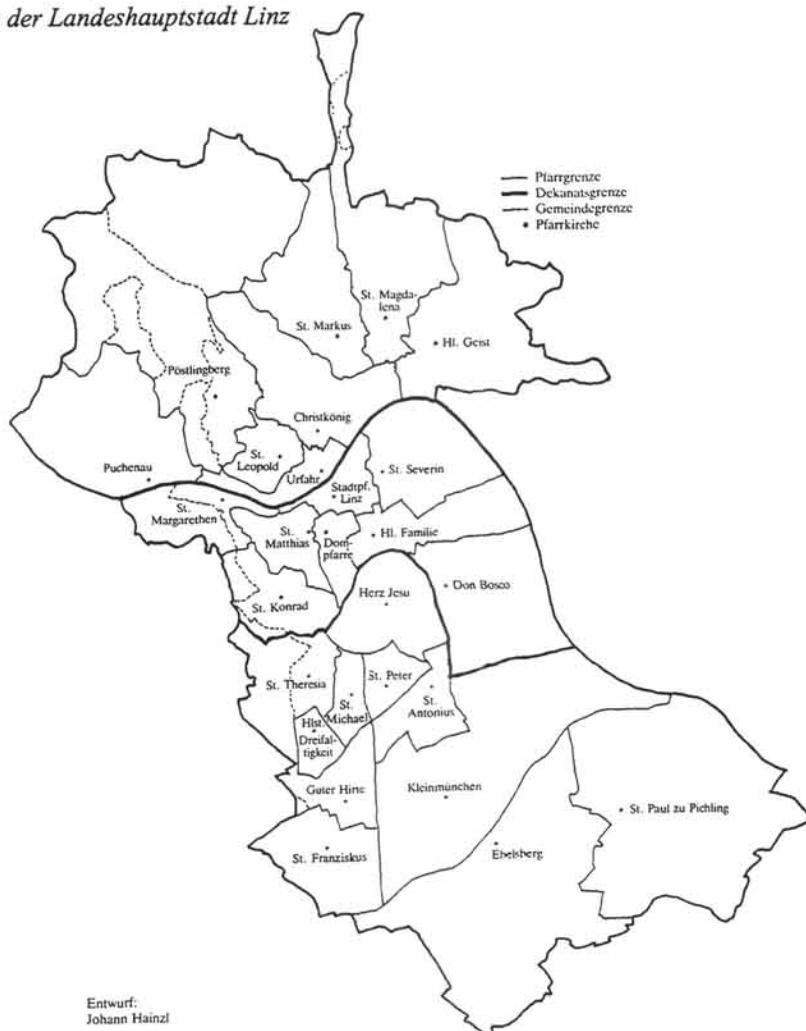 der Landeshauptstadt Linz
Pfarrgrenze
Dekanatsgrenze
Gemeindegrenze
Pfarrkirche
St. Magda-
lena
St. Markus
Hl. Geist
Pöstlingberg
Christkönig
St.
Leopold
Urfahr
St. Severin
Puchenau
Stadtpf.
Linz
St.
Margarethen
St.
Matthias
Dom-
pfarre
Hl. Familie
Don Bosco
Herz Jesu
St. Konrad
St. Theresia
St. Peter
St.
Michael
St.
Antonius
Hlst.
Dreifal-
tigkeit
Guter Hirte
Kleinmünchen
St. Paul zu Pichling
St. Franziskus
Ebelsberg
Entwurf:
Johann Hainzl